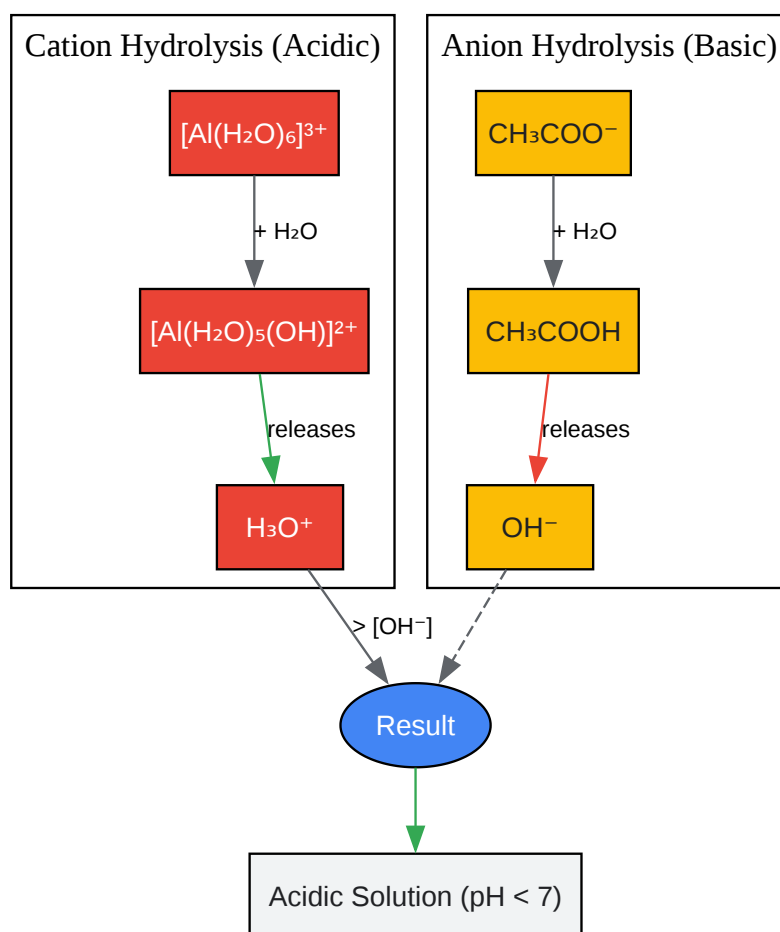 Cation Hydrolysis (Acidic)
[Al(H₂O)₆]³⁺
+ H₂O
[Al(H₂O)₅(OH)]²⁺
releases
H₃O⁺
Anion Hydrolysis (Basic)
CH₃COO⁻
+ H₂O
CH₃COOH
releases
OH⁻
> [OH⁻]
Result
Acidic Solution (pH < 7)